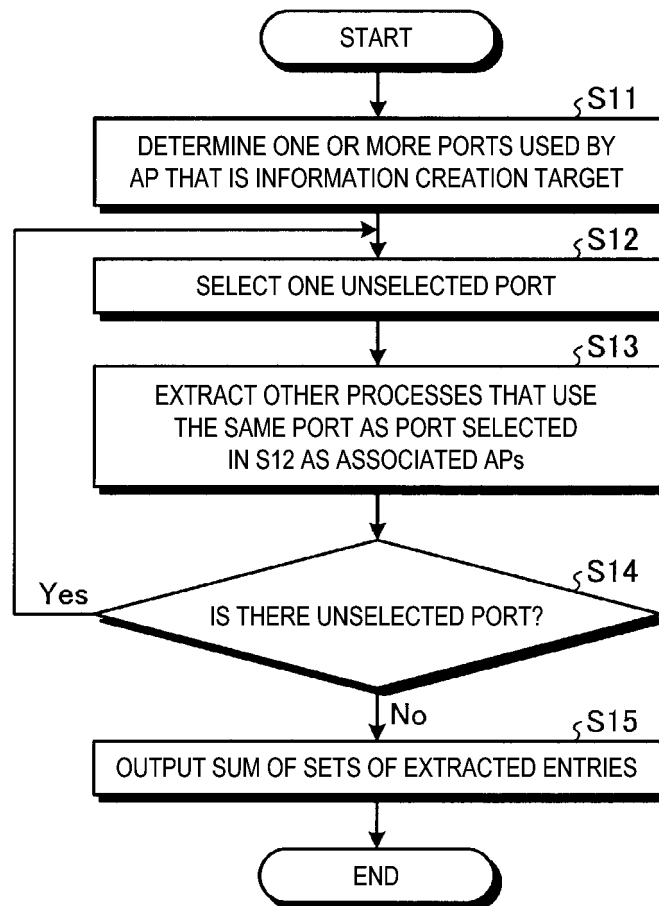 START
S11
DETERMINE ONE OR MORE PORTS USED BY
AP THAT IS INFORMATION CREATION TARGET
S12
SELECT ONE UNSELECTED PORT
S13
EXTRACT OTHER PROCESSES THAT USE
THE SAME PORT AS PORT SELECTED
IN S12 AS ASSOCIATED APs
S14
Yes
IS THERE UNSELECTED PORT?
No
S15
OUTPUT SUM OF SETS OF EXTRACTED ENTRIES
END